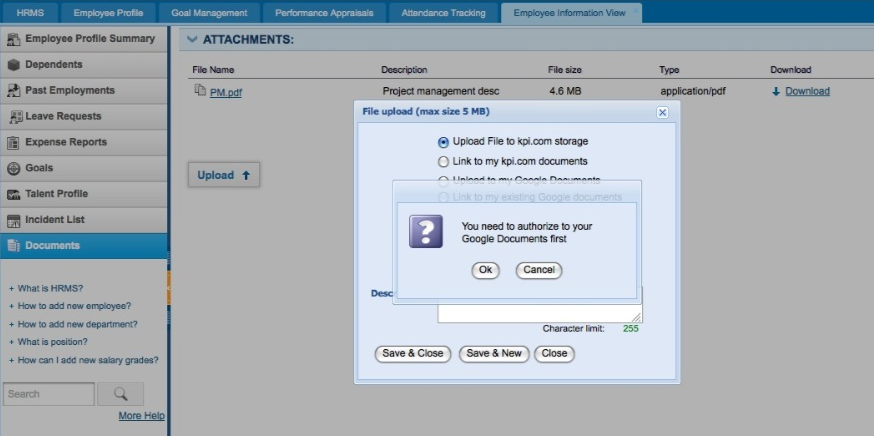 HRMS
Employee Profile
Goal Management
Performance Appraisals
Attendance Tracking
Employee Information View
Employee Profile Summary
Dependents
Past Employments
Leave Requests
Expense Reports
Goals
Talent Profile
Incident List
Documents
+ What is HRMS?
+ How to add new employee?
+ How to add new department?
+ What is position?
+ How can I add new salary grades?
Search
More Help
ATTACHMENTS:
File Name Description File size Type Download
PM.pdf Project management desc 4.6 MB application/pdf Download
Upload
File upload (max size 5 MB)
Upload File to kpi.com storage
Link to my kpi.com documents
Upload to my Google Documents
Link to my existing Google documents
You need to authorize to your
Google Documents first
Ok Cancel
Desc
Character limit: 255
Save & Close Save & New Close